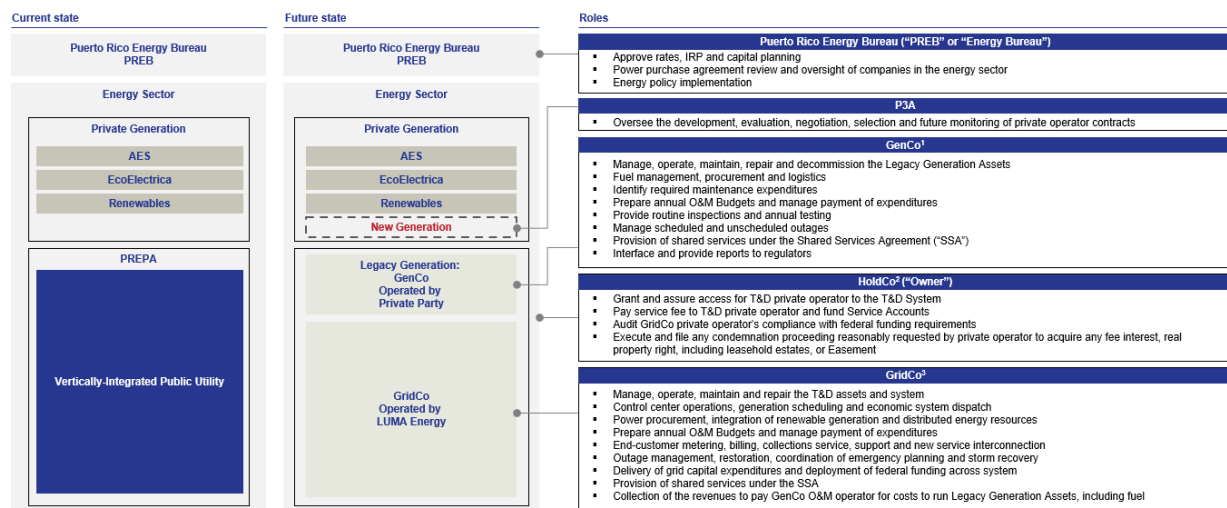 Current state
Puerto Rico Energy Bureau
PREB
Energy Sector
Private Generation
AES
EcoElectrica
Renewables
PREPA
Vertically-Integrated Public Utility
Future state
Puerto Rico Energy Bureau
PREB
Energy Sector
Private Generation
AES
EcoElectrica
Renewables
New Generation
Legacy Generation:
GenCo
Operated by
Private Party
GridCo
Operated by
LUMA Energy
Roles
Puerto Rico Energy Bureau (“PREB” or “Energy Bureau”)
▪ Approve rates, IRP and capital planning
▪ Power purchase agreement review and oversight of companies in the energy sector
▪ Energy policy implementation
P3A
▪ Oversee the development, evaluation, negotiation, selection and future monitoring of private operator contracts
GenCo¹
▪ Manage, operate, maintain, repair and decommission the Legacy Generation Assets
▪ Fuel management, procurement and logistics
▪ Identify required maintenance expenditures
▪ Prepare annual O&M Budgets and manage payment of expenditures
▪ Provide routine inspections and annual testing
▪ Manage scheduled and unscheduled outages
▪ Provision of shared services under the Shared Services Agreement (“SSA”)
▪ Interface and provide reports to regulators
HoldCo² (“Owner”)
▪ Grant and assure access for T&D private operator to the T&D System
▪ Pay service fee to T&D private operator and fund Service Accounts
▪ Audit GridCo private operator’s compliance with federal funding requirements
▪ Execute and file any condemnation proceeding reasonably requested by private operator to acquire any fee interest, real
property right, including leasehold estates, or Easement
GridCo³
▪ Manage, operate, maintain and repair the T&D assets and system
▪ Control center operations, generation scheduling and economic system dispatch
▪ Power procurement, integration of renewable generation and distributed energy resources
▪ Prepare annual O&M Budgets and manage payment of expenditures
▪ End-customer metering, billing, collections service, support and new service interconnection
▪ Outage management, restoration, coordination of emergency planning and storm recovery
▪ Delivery of grid capital expenditures and deployment of federal funding across system
▪ Provision of shared services under the SSA
▪ Collection of the revenues to pay GenCo O&M operator for costs to run Legacy Generation Assets, including fuel